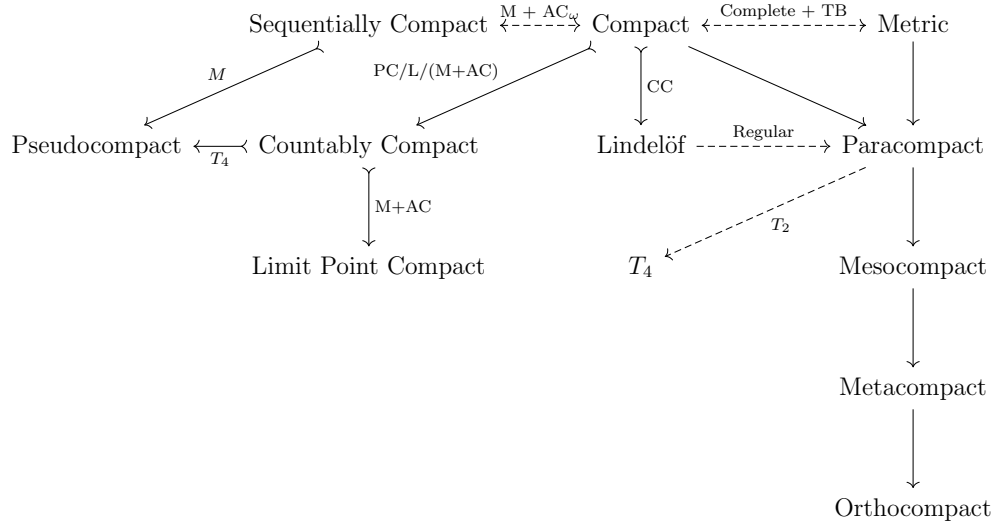 Sequentially Compact
M + AC_ω
Compact
Complete + TB
Metric
M
PC/L/(M+AC)
CC
Pseudocompact
T_4
Countably Compact
Lindelöf
Regular
Paracompact
M+AC
T_2
Limit Point Compact
T_4
Mesocompact
Metacompact
Orthocompact